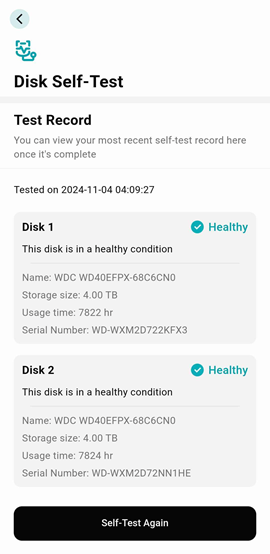 Disk Self-Test
Test Record
You can view your most recent self-test record here
once it's complete
Tested on 2024-11-04 04:09:27
Disk 1 Healthy
This disk is in a healthy condition
Name: WDC WD40EFPX-68C6CN0
Storage size: 4.00 TB
Usage time: 7822 hr
Serial Number: WD-WXM2D722KFX3
Disk 2 Healthy
This disk is in a healthy condition
Name: WDC WD40EFPX-68C6CN0
Storage size: 4.00 TB
Usage time: 7824 hr
Serial Number: WD-WXM2D72NN1HE
Self-Test Again